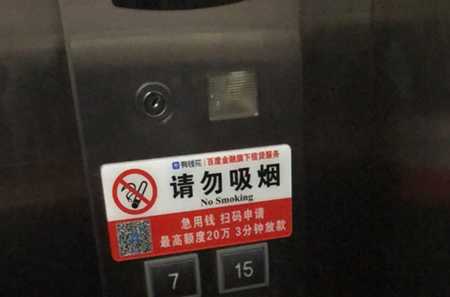 有钱花 百度金融旗下信贷服务
请勿吸烟
No Smoking
急用钱 扫码申请
最高额度20万 3分钟放款
7
15